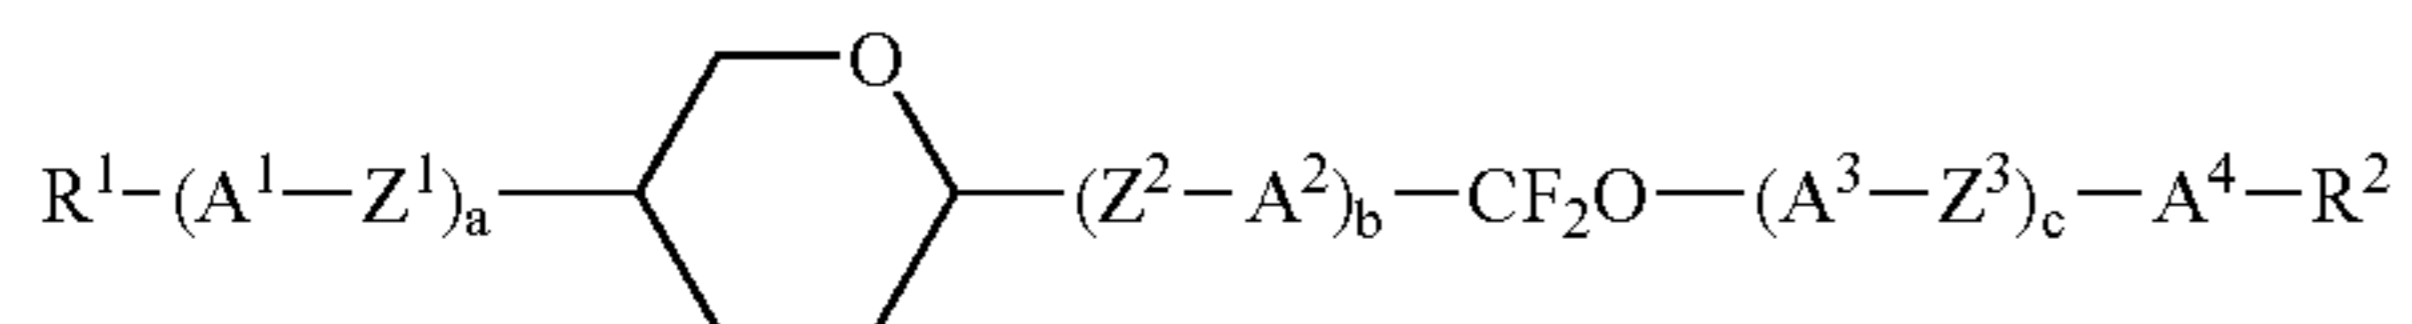 O
R¹—(A¹—Z¹)ₐ—(Z²—A²)b—CF₂O—(A³—Z³)c—A⁴—R²